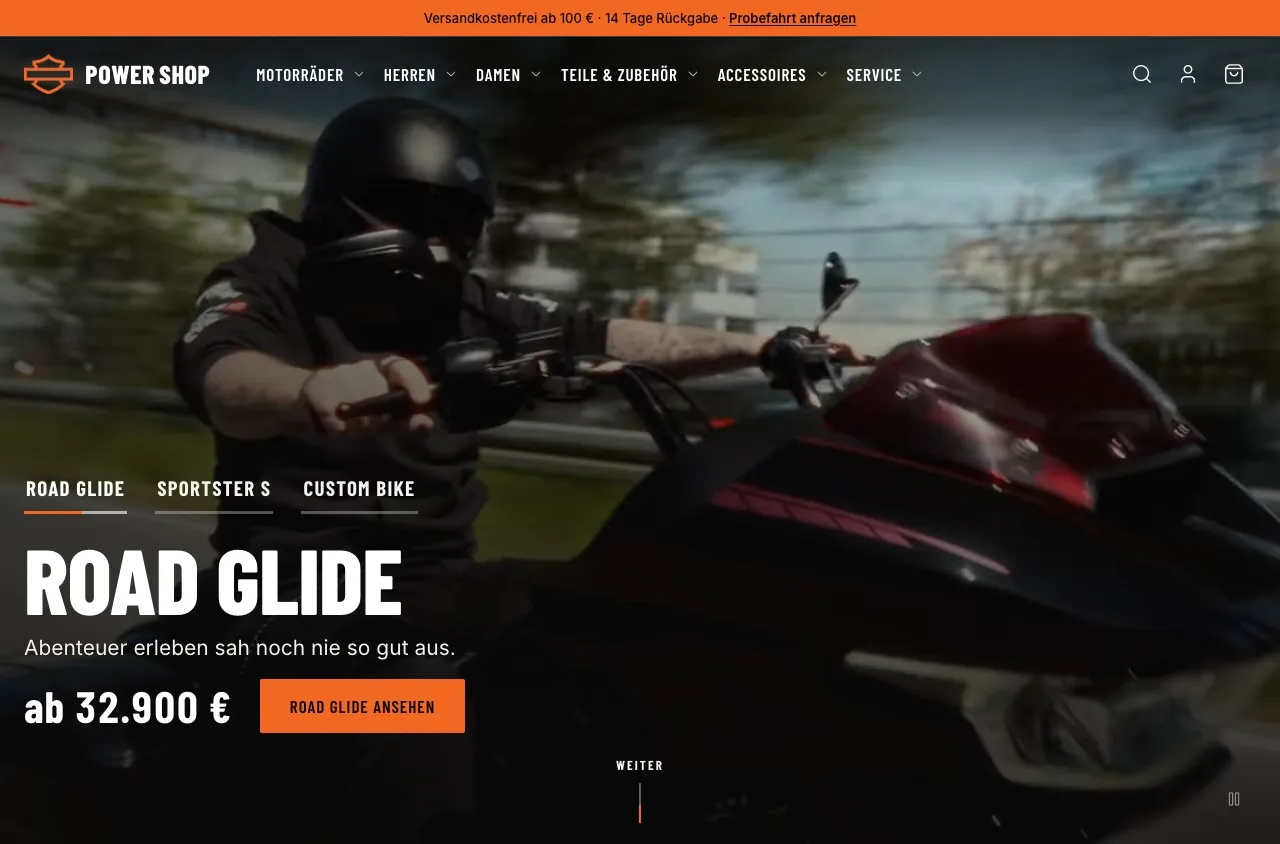 Versandkostenfrei ab 100 € · 14 Tage Rückgabe · Probefahrt anfragen
POWER SHOP
MOTORRÄDER HERREN DAMEN TEILE & ZUBEHÖR ACCESSOIRES SERVICE
ROAD GLIDE SPORTSTER S CUSTOM BIKE
ROAD GLIDE
Abenteuer erleben sah noch nie so gut aus.
ab 32.900 € ROAD GLIDE ANSEHEN
WEITER